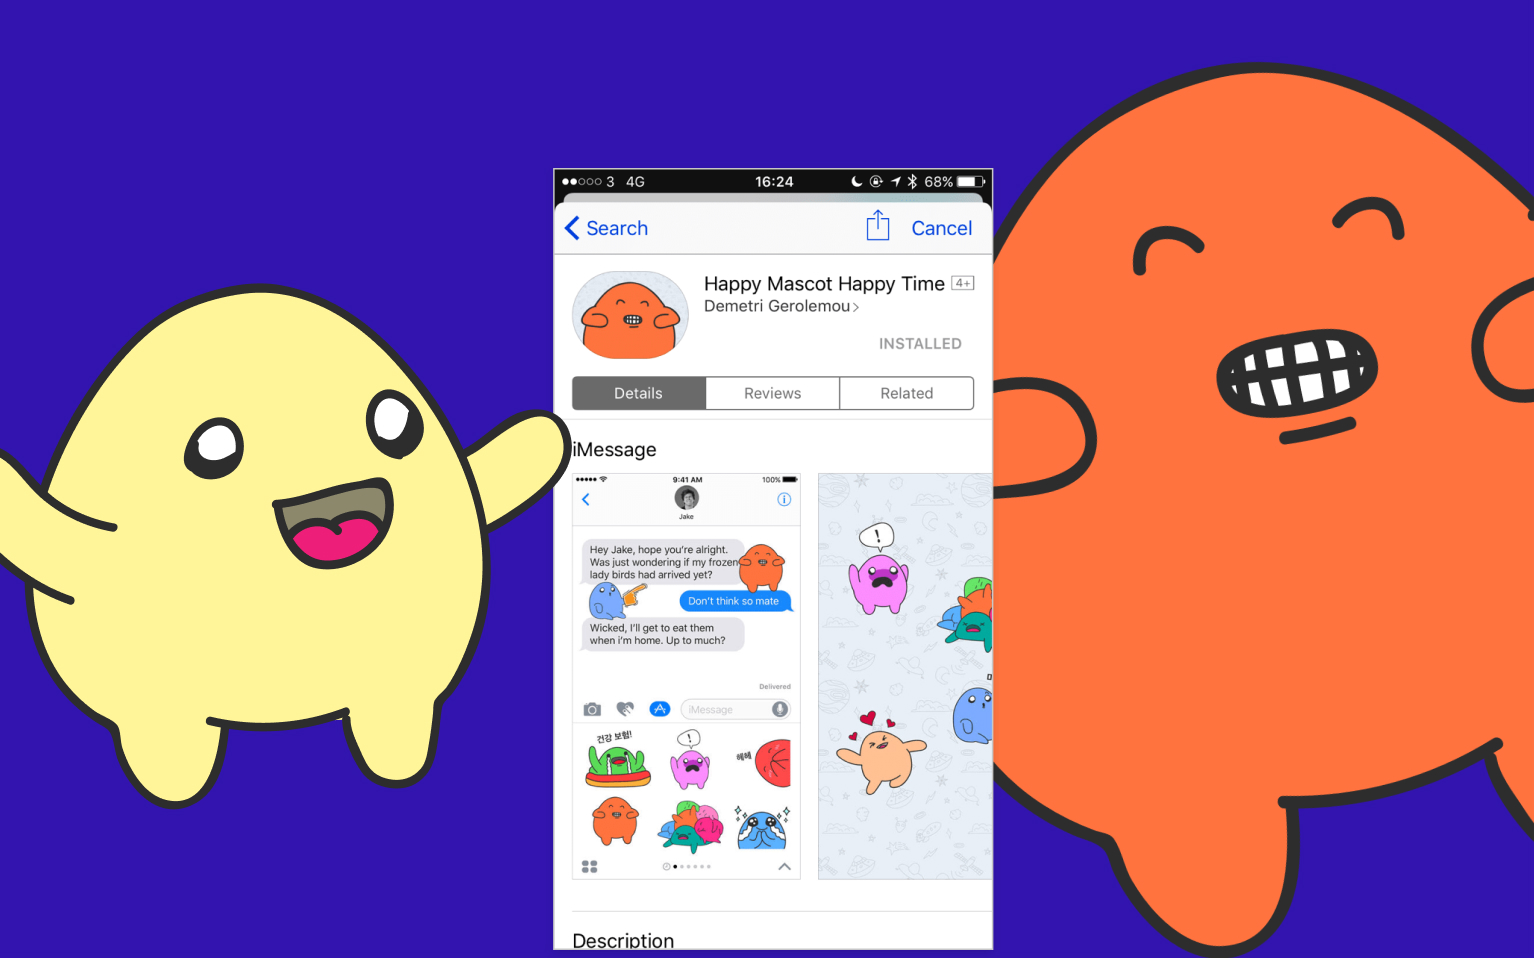 3 4G 16:24 68%
Search Cancel
Happy Mascot Happy Time 4+
Demetri Gerolemou
INSTALLED
Details Reviews Related
iMessage
9:41 AM 100%
Jake
Hey Jake, hope you're alright.
Was just wondering if my frozen
lady birds had arrived yet?
Don't think so mate
Wicked, I'll get to eat them
when i'm home. Up to much?
Delivered
iMessage
건강 보험!
!
헤헤
!
Description